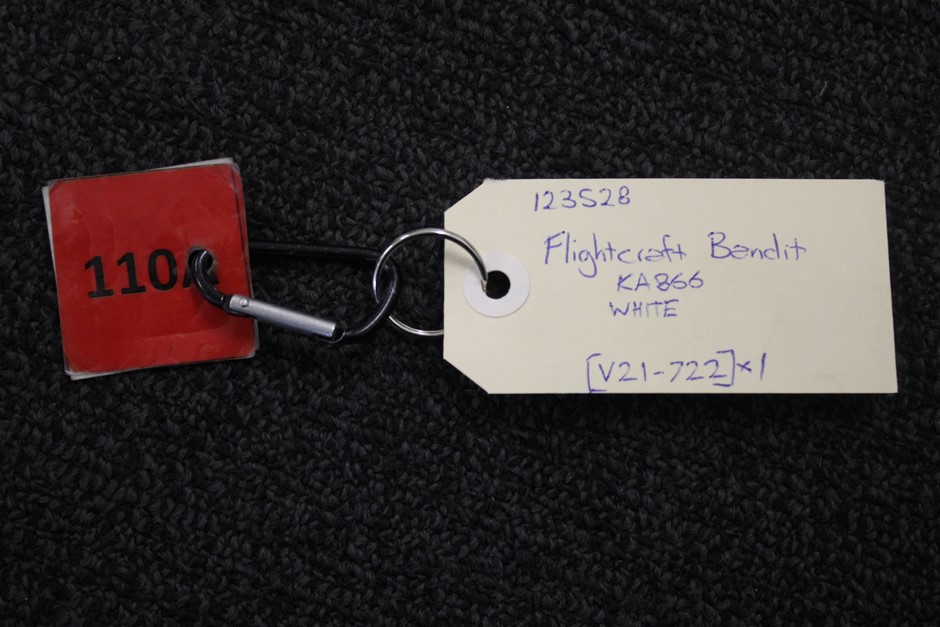 110A
123528
Flightcraft Bandit
KA866
WHITE
[V21-722]x1